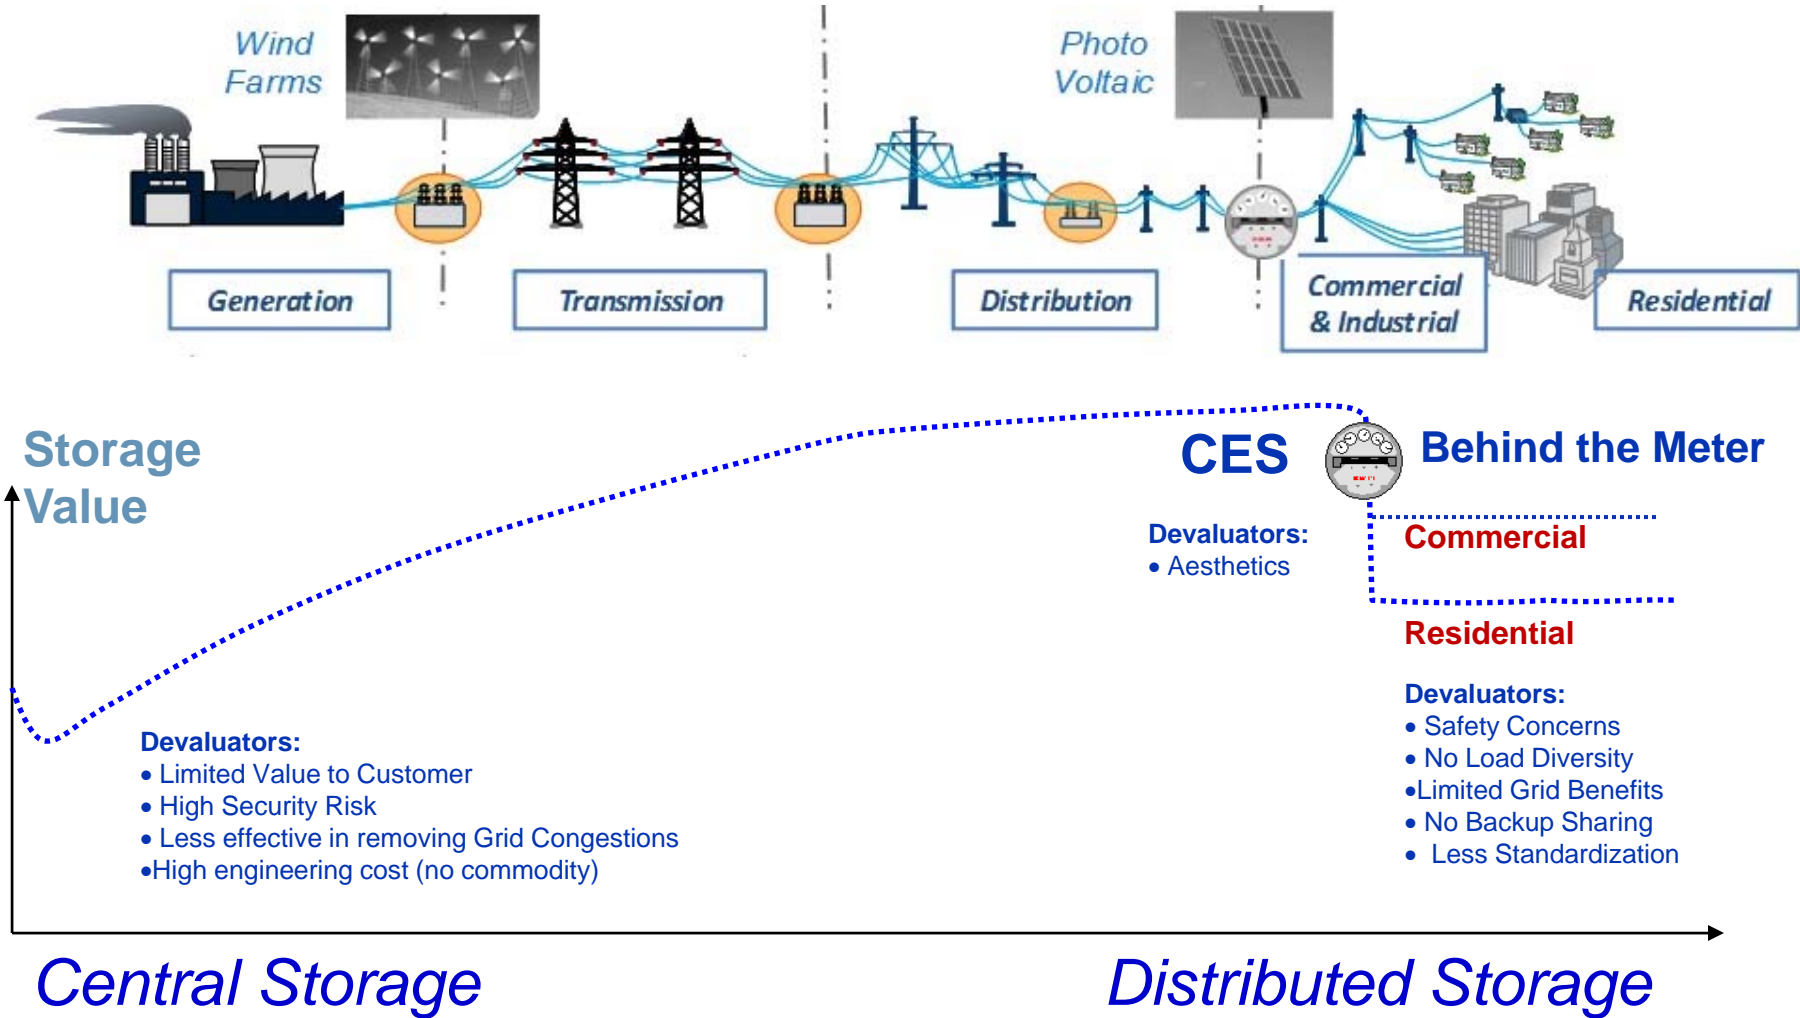 Wind
Farms
Photo
Voltaic
Generation
Transmission
Distribution
Commercial
& Industrial
Residential
Storage
Value
CES
Behind the Meter
Devaluators:
• Aesthetics
Commercial
Residential
Devaluators:
• Limited Value to Customer
• High Security Risk
• Less effective in removing Grid Congestions
•High engineering cost (no commodity)
Devaluators:
• Safety Concerns
• No Load Diversity
•Limited Grid Benefits
• No Backup Sharing
• Less Standardization
Central Storage
Distributed Storage